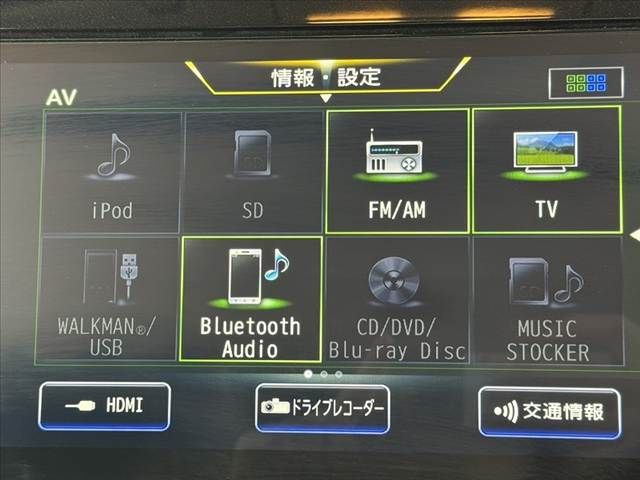 情報・設定
AV
iPod
SD
FM/AM
TV
WALKMAN®/
USB
Bluetooth
Audio
CD/DVD/
Blu-ray Disc
MUSIC
STOCKER
HDMI
ドライブレコーダー
交通情報